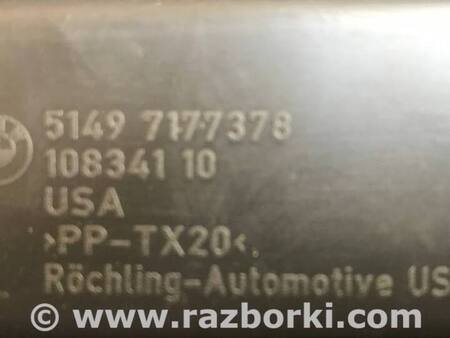 5149 7177378
108341 10
USA
>PP-TX20<
Röchling-Automotive US
© www.razborki.com